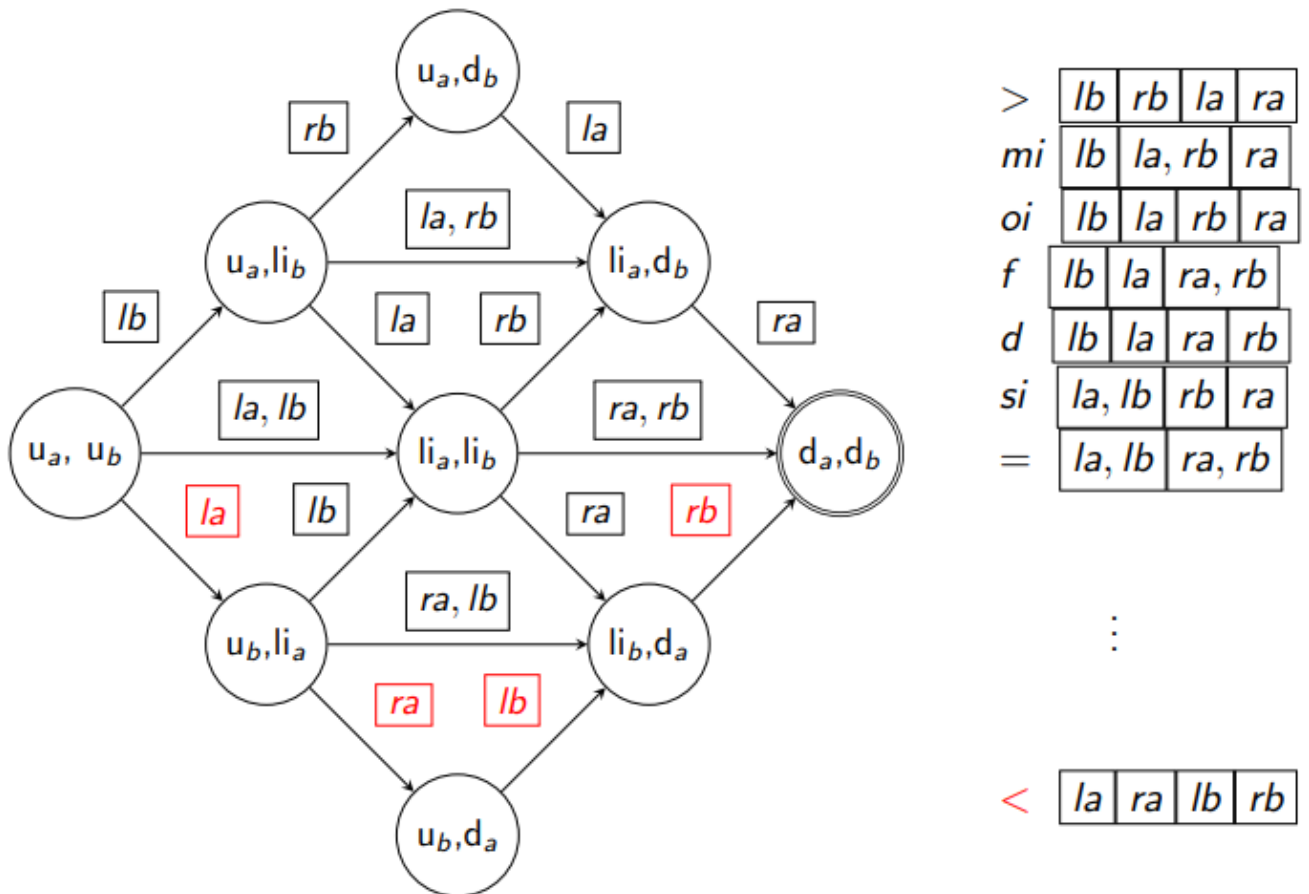 u_a,d_b
rb
la
la, rb
u_a,li_b
li_a,d_b
lb
la
rb
ra
la, lb
ra, rb
u_a, u_b
li_a,li_b
d_a,d_b
la
lb
ra
rb
ra, lb
u_b,li_a
li_b,d_a
ra
lb
u_b,d_a
> lb rb la ra
mi lb la, rb ra
oi lb la rb ra
f lb la ra, rb
d lb la ra rb
si la, lb rb ra
= la, lb ra, rb
⋮
< la ra lb rb